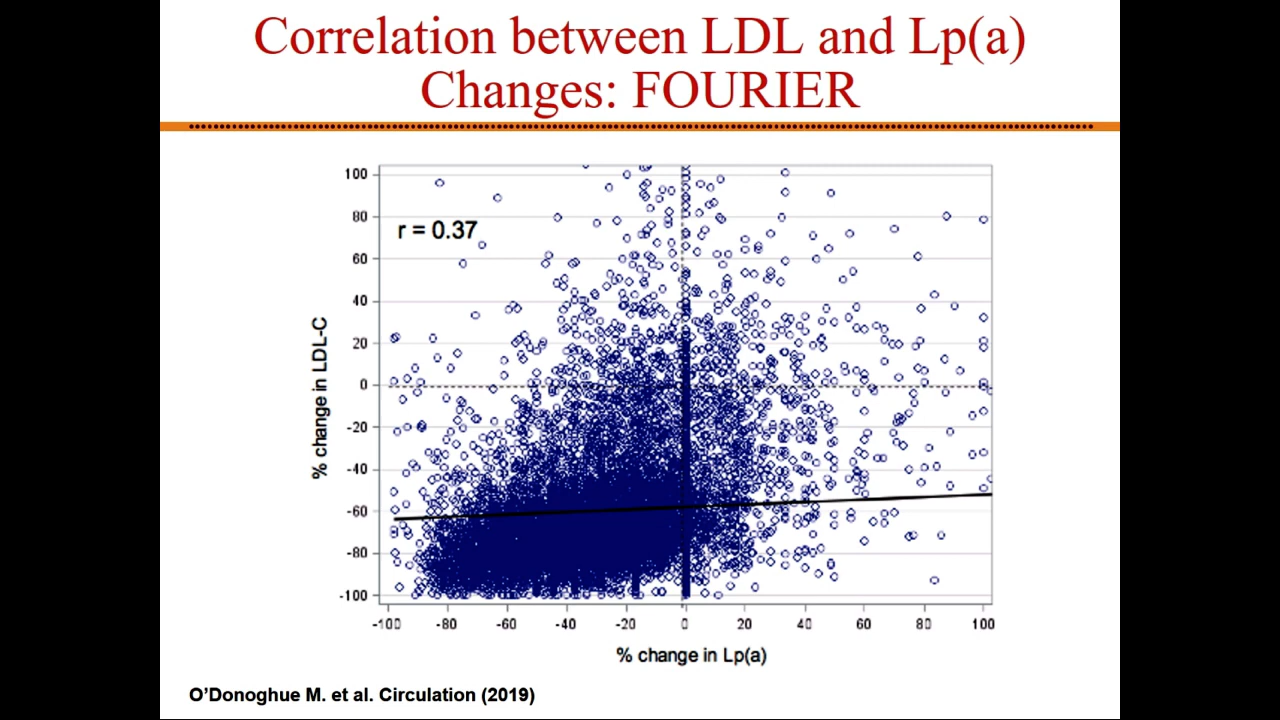 Correlation between LDL and Lp(a)
Changes: FOURIER
r = 0.37
% change in LDL-C
100
80
60
40
20
0
-20
-40
-60
-80
-100
-100 -80 -60 -40 -20 0 20 40 60 80 100
% change in Lp(a)
O’Donoghue M. et al. Circulation (2019)